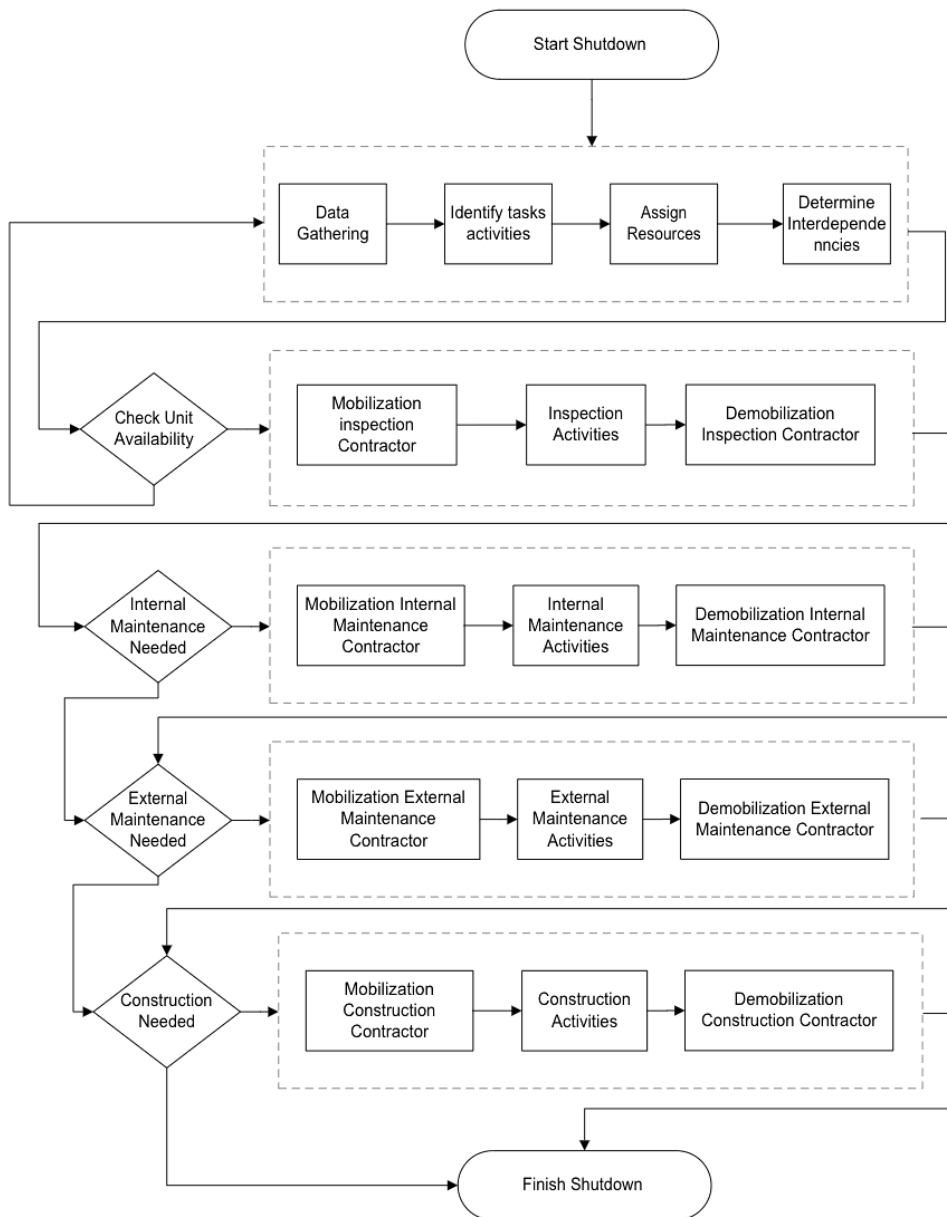 Start Shutdown
Data
Gathering
Identify tasks
activities
Assign
Resources
Determine
Interdepende
nncies
Check Unit
Availability
Mobilization
inspection
Contractor
Inspection
Activities
Demobilization
Inspection Contractor
Internal
Maintenance
Needed
Mobilization Internal
Maintenance
Contractor
Internal
Maintenance
Activities
Demobilization Internal
Maintenance Contractor
External
Maintenance
Needed
Mobilization External
Maintenance
Contractor
External
Maintenance
Activities
Demobilization External
Maintenance Contractor
Construction
Needed
Mobilization
Construction
Contractor
Construction
Activities
Demobilization
Construction Contractor
Finish Shutdown